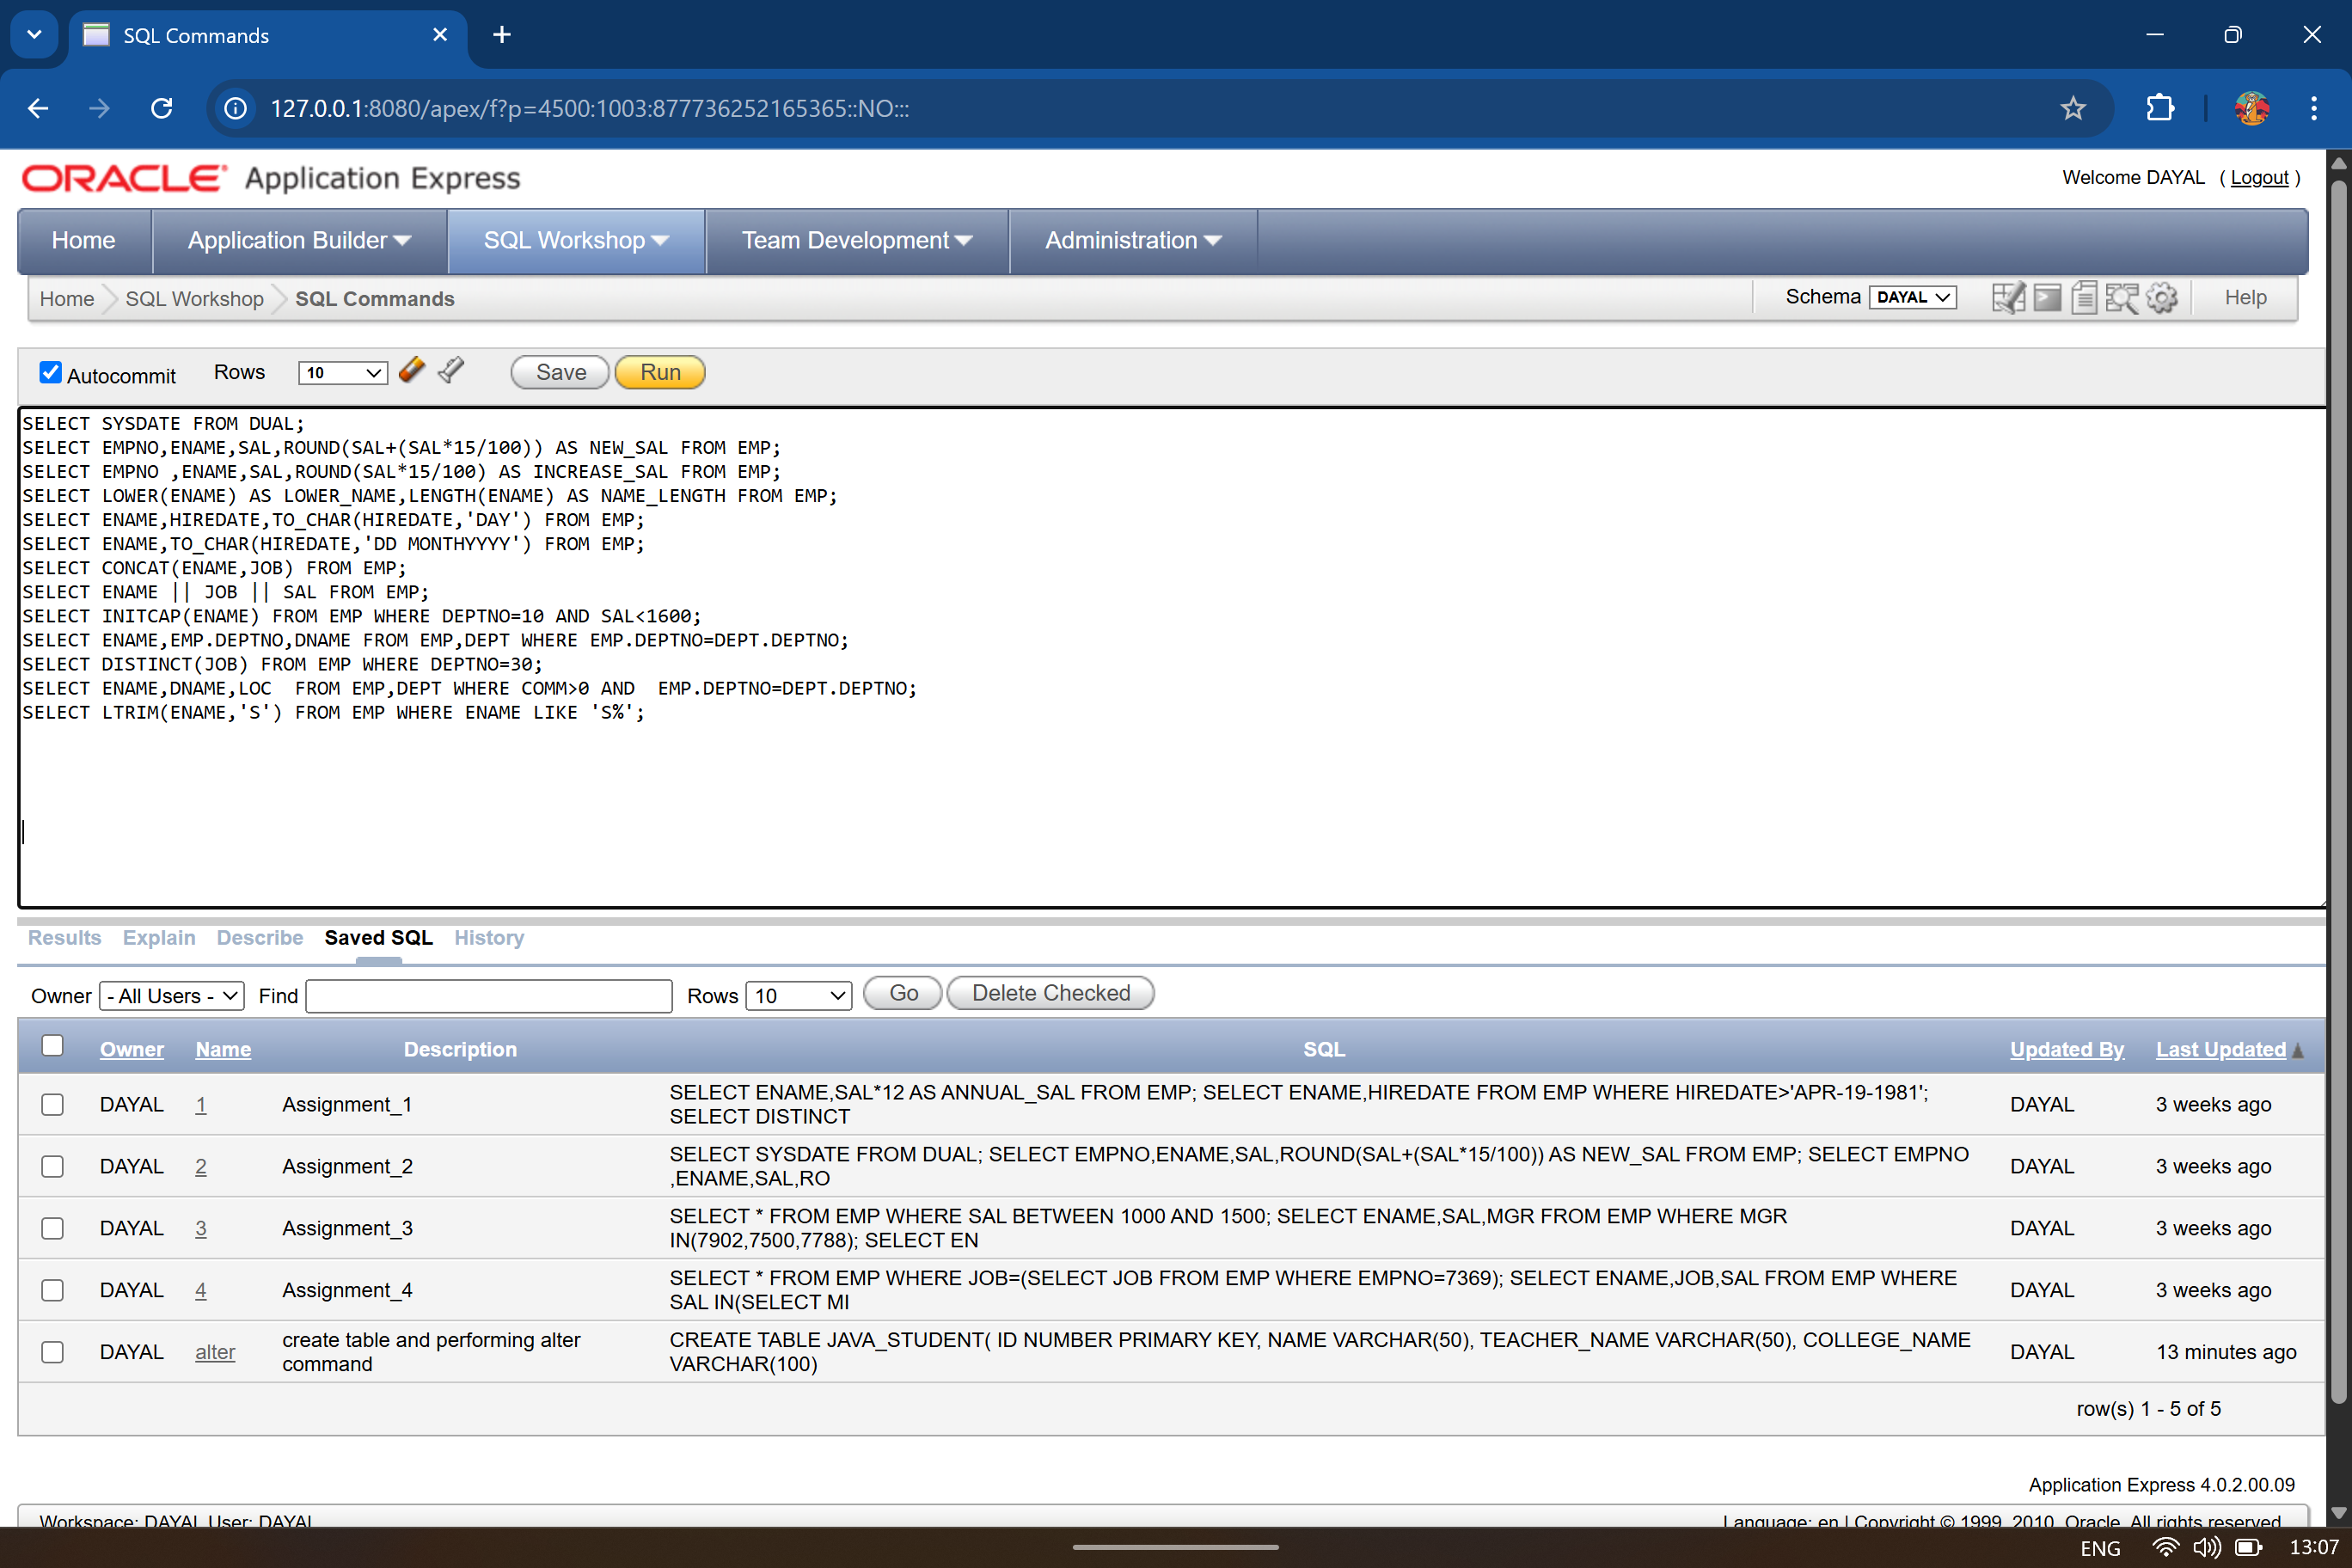 SQL Commands
127.0.0.1:8080/apex/f?p=4500:1003:877736252165365::NO:::
ORACLE Application Express
Welcome DAYAL ( Logout )
Home Application Builder SQL Workshop Team Development Administration
Home SQL Workshop SQL Commands Schema DAYAL Help
Autocommit Rows 10 Save Run
SELECT SYSDATE FROM DUAL;
SELECT EMPNO,ENAME,SAL,ROUND(SAL+(SAL*15/100)) AS NEW_SAL FROM EMP;
SELECT EMPNO ,ENAME,SAL,ROUND(SAL*15/100) AS INCREASE_SAL FROM EMP;
SELECT LOWER(ENAME) AS LOWER_NAME,LENGTH(ENAME) AS NAME_LENGTH FROM EMP;
SELECT ENAME,HIREDATE,TO_CHAR(HIREDATE,'DAY') FROM EMP;
SELECT ENAME,TO_CHAR(HIREDATE,'DD MONTHYYYY') FROM EMP;
SELECT CONCAT(ENAME,JOB) FROM EMP;
SELECT ENAME || JOB || SAL FROM EMP;
SELECT INITCAP(ENAME) FROM EMP WHERE DEPTNO=10 AND SAL<1600;
SELECT ENAME,EMP.DEPTNO,DNAME FROM EMP,DEPT WHERE EMP.DEPTNO=DEPT.DEPTNO;
SELECT DISTINCT(JOB) FROM EMP WHERE DEPTNO=30;
SELECT ENAME,DNAME,LOC  FROM EMP,DEPT WHERE COMM>0 AND  EMP.DEPTNO=DEPT.DEPTNO;
SELECT LTRIM(ENAME,'S') FROM EMP WHERE ENAME LIKE 'S%';
Results Explain Describe Saved SQL History
Owner - All Users - Find Rows 10 Go Delete Checked
Owner Name Description SQL Updated By Last Updated
DAYAL 1 Assignment_1 SELECT ENAME,SAL*12 AS ANNUAL_SAL FROM EMP; SELECT ENAME,HIREDATE FROM EMP WHERE HIREDATE>'APR-19-1981';
SELECT DISTINCT DAYAL 3 weeks ago
DAYAL 2 Assignment_2 SELECT SYSDATE FROM DUAL; SELECT EMPNO,ENAME,SAL,ROUND(SAL+(SAL*15/100)) AS NEW_SAL FROM EMP; SELECT EMPNO
,ENAME,SAL,RO DAYAL 3 weeks ago
DAYAL 3 Assignment_3 SELECT * FROM EMP WHERE SAL BETWEEN 1000 AND 1500; SELECT ENAME,SAL,MGR FROM EMP WHERE MGR
IN(7902,7500,7788); SELECT EN DAYAL 3 weeks ago
DAYAL 4 Assignment_4 SELECT * FROM EMP WHERE JOB=(SELECT JOB FROM EMP WHERE EMPNO=7369); SELECT ENAME,JOB,SAL FROM EMP WHERE
SAL IN(SELECT MI DAYAL 3 weeks ago
DAYAL alter create table and performing alter CREATE TABLE JAVA_STUDENT( ID NUMBER PRIMARY KEY, NAME VARCHAR(50), TEACHER_NAME VARCHAR(50), COLLEGE_NAME
command VARCHAR(100) DAYAL 13 minutes ago
row(s) 1 - 5 of 5
Application Express 4.0.2.00.09
Workspace: DAYAL User: DAYAL Language: en | Copyright © 1999, 2010, Oracle. All rights reserved.
ENG 13:07